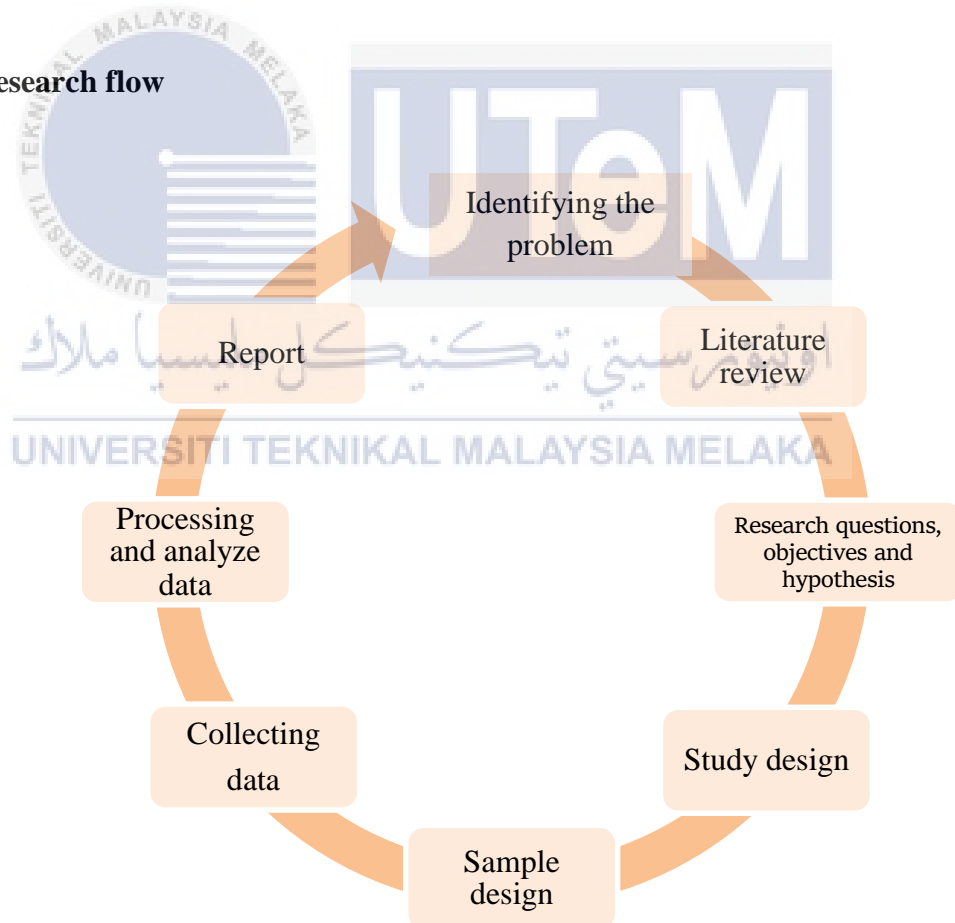 esearch flow
UNIVERSITI TEKNIKAL MALAYSIA MELAKA
UTeM
اونيۏرسيتي تيكنيكل مليسيا ملاك
UNIVERSITI TEKNIKAL MALAYSIA MELAKA
Identifying the
problem
Literature
review
Research questions,
objectives and
hypothesis
Study design
Sample
design
Collecting
data
Processing
and analyze
data
Report